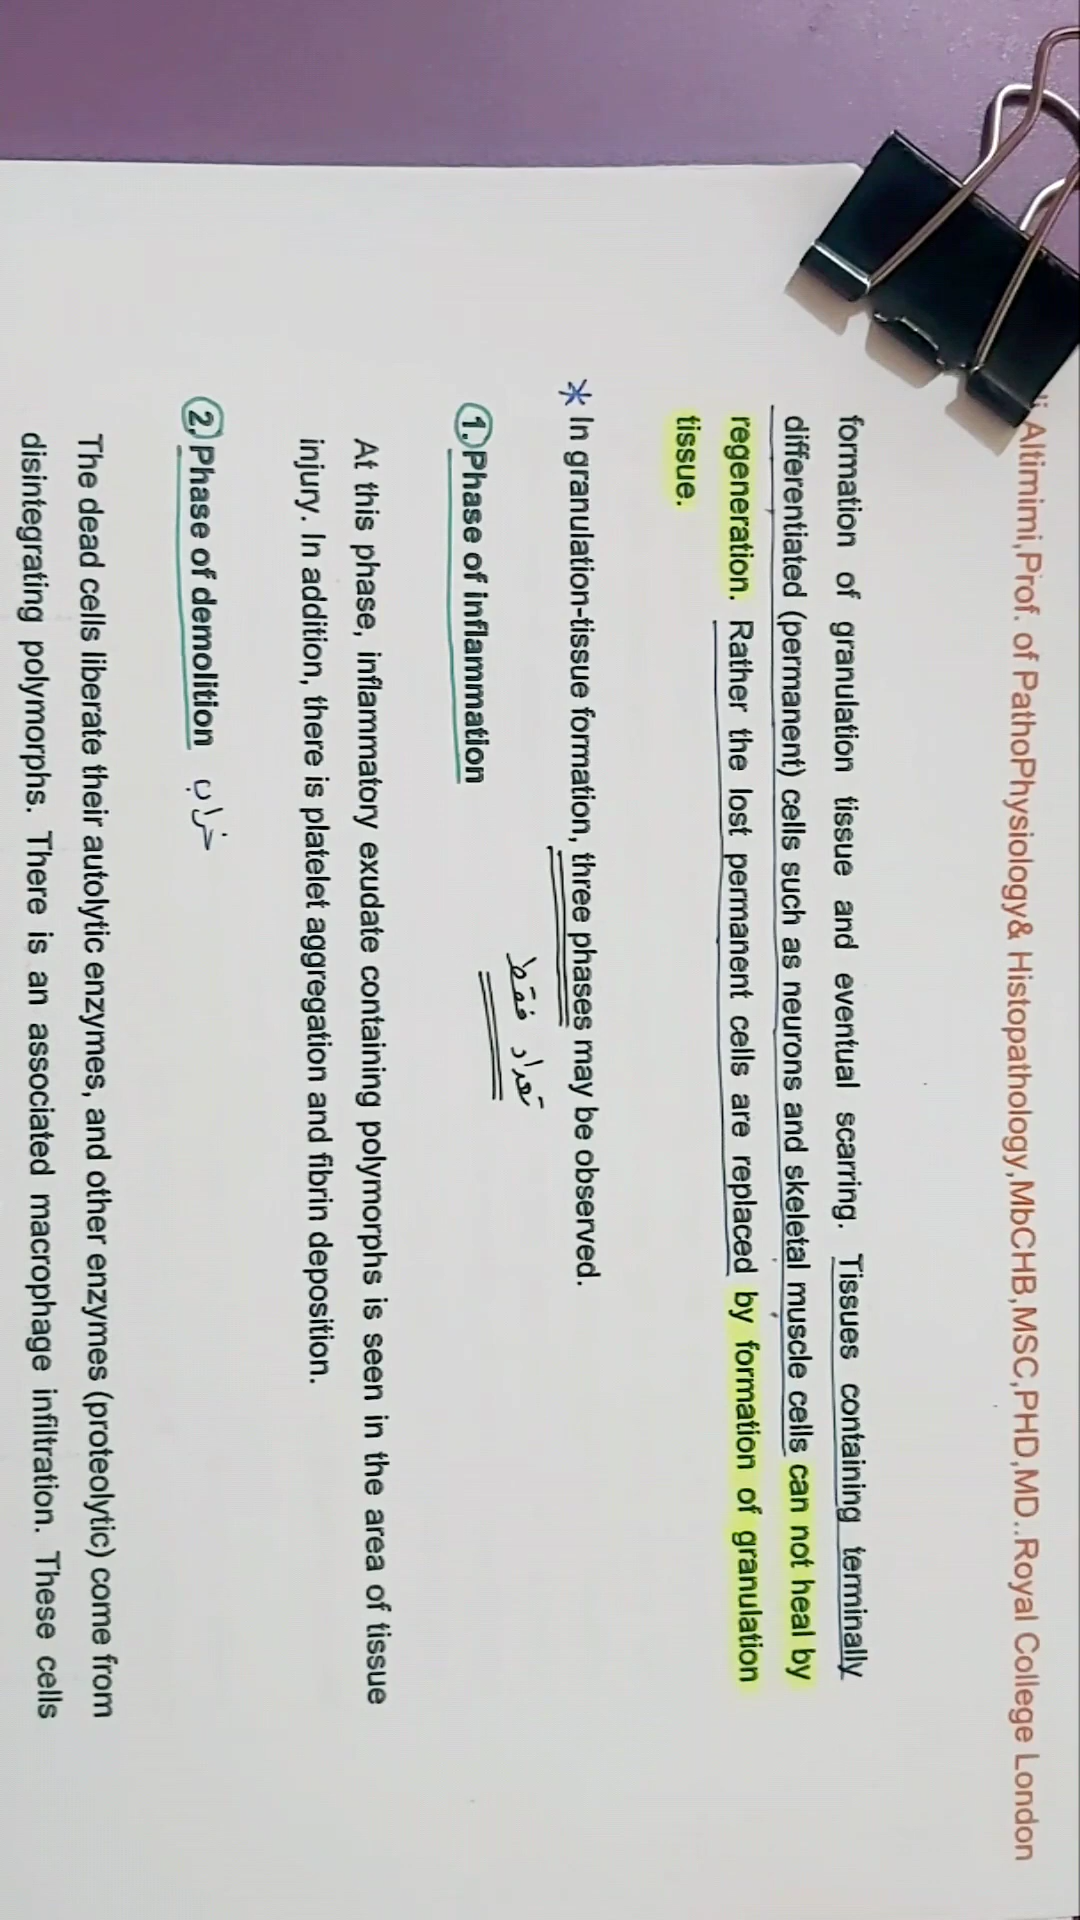 Altimimi,Prof. of PathoPhysiology& Histopathology,MbCHB,MSC,PHD,MD..Royal College London
formation of granulation tissue and eventual scarring. Tissues containing terminally
differentiated (permanent) cells such as neurons and skeletal muscle cells can not heal by
regeneration. Rather the lost permanent cells are replaced by formation of granulation
tissue.
* In granulation-tissue formation, three phases may be observed.
تعداد فقط
1. Phase of inflammation
At this phase, inflammatory exudate containing polymorphs is seen in the area of tissue
injury. In addition, there is platelet aggregation and fibrin deposition.
2. Phase of demolition خراب
The dead cells liberate their autolytic enzymes, and other enzymes (proteolytic) come from
disintegrating polymorphs. There is an associated macrophage infiltration. These cells